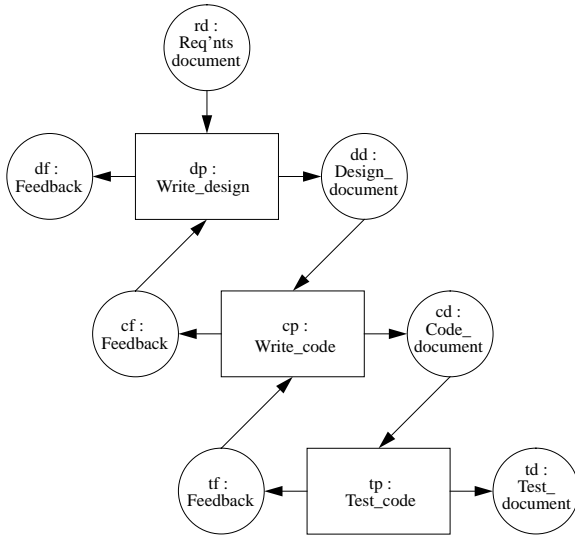 rd :
Req'nts
document
df :
Feedback
dp :
Write_design
dd :
Design_
document
cf :
Feedback
cp :
Write_code
cd :
Code_
document
tf :
Feedback
tp :
Test_code
td :
Test_
document